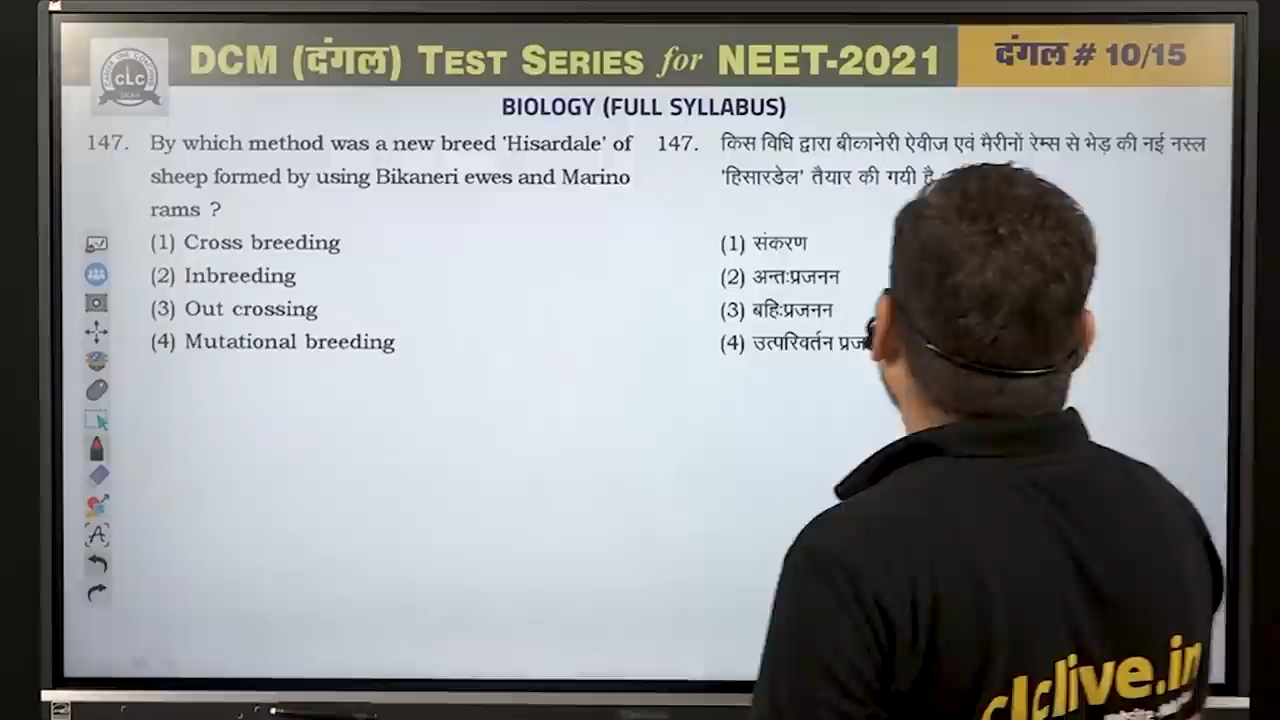 DCM (दंगल) TEST SERIES for NEET-2021
दंगल # 10/15
CLC
BIOLOGY (FULL SYLLABUS)
147. By which method was a new breed 'Hisardale' of
sheep formed by using Bikaneri ewes and Marino
rams ?
(1) Cross breeding
(2) Inbreeding
(3) Out crossing
(4) Mutational breeding
147. किस विधि द्वारा बीकानेरी ऐवीज एवं मैरीनों रेम्स से भेड़ की नई नस्ल
'हिसारडेल' तैयार की गयी है
(1) संकरण
(2) अन्तःप्रजनन
(3) बहिःप्रजनन
(4) उत्परिवर्तन प्रज
clclive.in